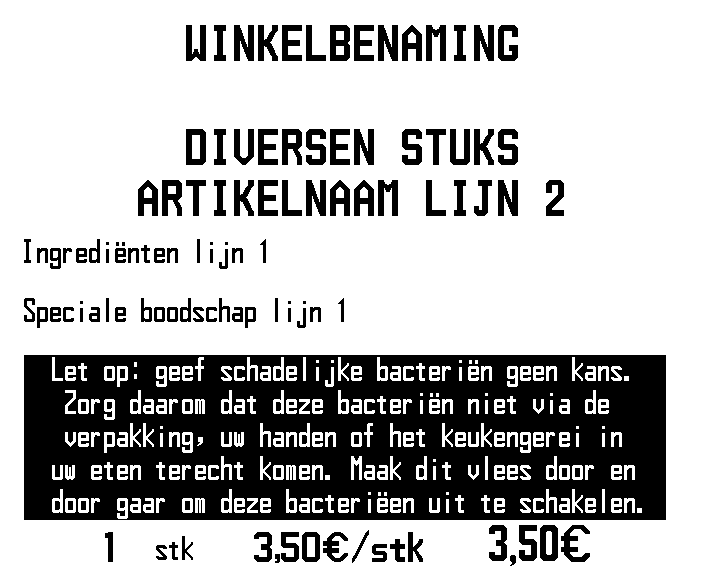 WINKELBENAMING
DIVERSEN STUKS
ARTIKELNAAM LIJN 2
Ingrediënten lijn 1
Speciale boodschap lijn 1
Let op: geef schadelijke bacteriën geen kans.
Zorg daarom dat deze bacteriën niet via de
verpakking, uw handen of het keukengerei in
uw eten terecht komen. Maak dit vlees door en
door gaar om deze bacteriëen uit te schakelen.
1 stk 3,50€/stk 3,50€